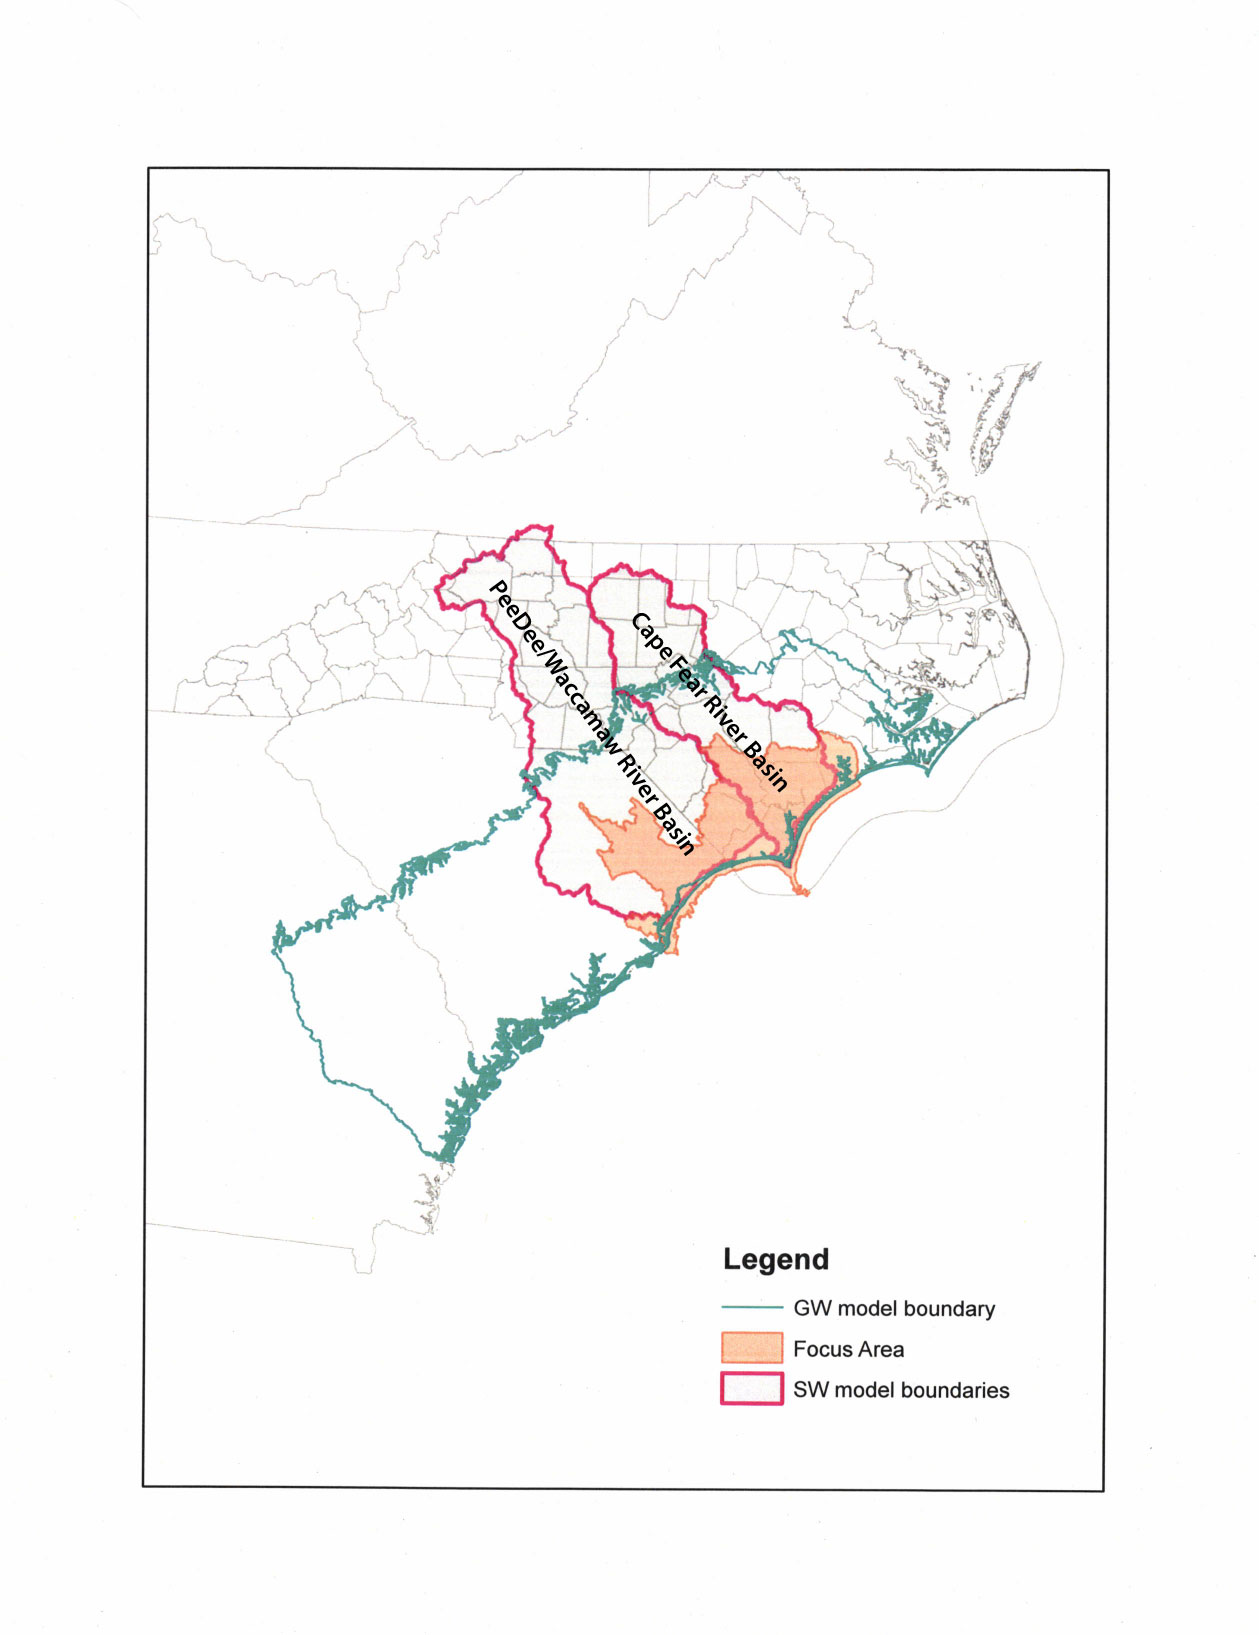 PeeDee/Waccamaw River Basin
Cape Fear River Basin
Legend
GW model boundary
Focus Area
SW model boundaries